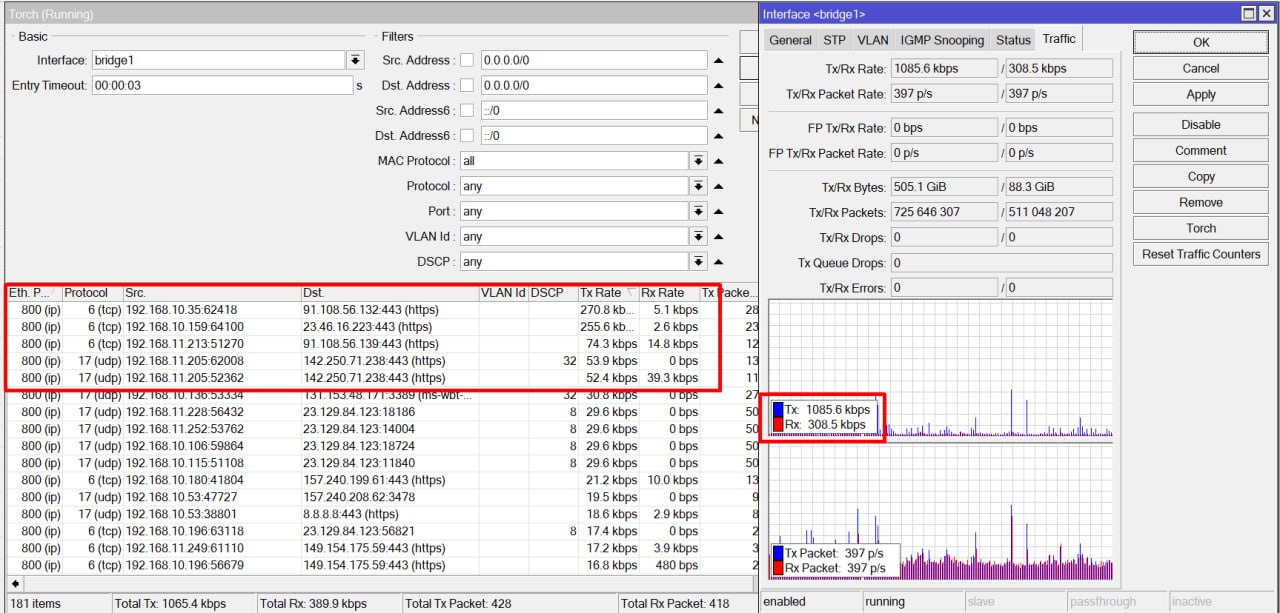 Torch (Running)
Basic
Interface: bridge1
Entry Timeout: 00:00:03 s
Filters
Src. Address : 0.0.0.0/0
Dst. Address : 0.0.0.0/0
Src. Address6 : ::/0
Dst. Address6 : ::/0
MAC Protocol : all
Protocol : any
Port : any
VLAN Id : any
DSCP : any
N
Eth. P... Protocol Src. Dst. VLAN Id DSCP Tx Rate Rx Rate Tx Packe...
800 (ip) 6 (tcp) 192.168.10.35:62418 91.108.56.132:443 (https) 270.8 kb... 5.1 kbps 28
800 (ip) 6 (tcp) 192.168.10.159:64100 23.46.16.223:443 (https) 255.6 kb... 2.6 kbps 23
800 (ip) 6 (tcp) 192.168.11.213:51270 91.108.56.139:443 (https) 74.3 kbps 14.8 kbps 12
800 (ip) 17 (udp) 192.168.11.205:62008 142.250.71.238:443 (https) 32 53.9 kbps 0 bps 13
800 (ip) 17 (udp) 192.168.11.205:52362 142.250.71.238:443 (https) 52.4 kbps 39.3 kbps 11
800 (ip) 17 (udp) 192.168.10.136:53334 131.153.48.171:3389 (ms-wbt-... 32 30.8 kbps 0 bps 27
800 (ip) 17 (udp) 192.168.11.228:56432 23.129.84.123:18186 8 29.6 kbps 0 bps 50
800 (ip) 17 (udp) 192.168.11.252:53762 23.129.84.123:14004 8 29.6 kbps 0 bps 50
800 (ip) 17 (udp) 192.168.10.106:59864 23.129.84.123:18724 8 29.6 kbps 0 bps 50
800 (ip) 17 (udp) 192.168.10.115:51108 23.129.84.123:11840 8 29.6 kbps 0 bps 50
800 (ip) 6 (tcp) 192.168.10.180:41804 157.240.199.61:443 (https) 21.2 kbps 10.0 kbps 13
800 (ip) 17 (udp) 192.168.10.53:47727 157.240.208.62:3478 19.5 kbps 0 bps 9
800 (ip) 17 (udp) 192.168.10.53:38801 8.8.8.8:443 (https) 18.6 kbps 2.9 kbps 8
800 (ip) 6 (tcp) 192.168.10.196:63118 23.129.84.123:56821 8 17.4 kbps 0 bps 2
800 (ip) 6 (tcp) 192.168.11.249:61110 149.154.175.59:443 (https) 17.2 kbps 3.9 kbps 3
800 (ip) 6 (tcp) 192.168.10.196:56679 149.154.175.59:443 (https) 16.8 kbps 480 bps 2
181 items Total Tx: 1065.4 kbps Total Rx: 389.9 kbps Total Tx Packet: 428 Total Rx Packet: 418
Interface <bridge1>
General STP VLAN IGMP Snooping Status Traffic
Tx/Rx Rate: 1085.6 kbps / 308.5 kbps
Tx/Rx Packet Rate: 397 p/s / 397 p/s
FP Tx/Rx Rate: 0 bps / 0 bps
FP Tx/Rx Packet Rate: 0 p/s / 0 p/s
Tx/Rx Bytes: 505.1 GiB / 88.3 GiB
Tx/Rx Packets: 725 646 307 / 511 048 207
Tx/Rx Drops: 0 / 0
Tx Queue Drops: 0
Tx/Rx Errors: 0 / 0
Tx: 1085.6 kbps
Rx: 308.5 kbps
Tx Packet: 397 p/s
Rx Packet: 397 p/s
OK
Cancel
Apply
Disable
Comment
Copy
Remove
Torch
Reset Traffic Counters
enabled running slave passthrough inactive